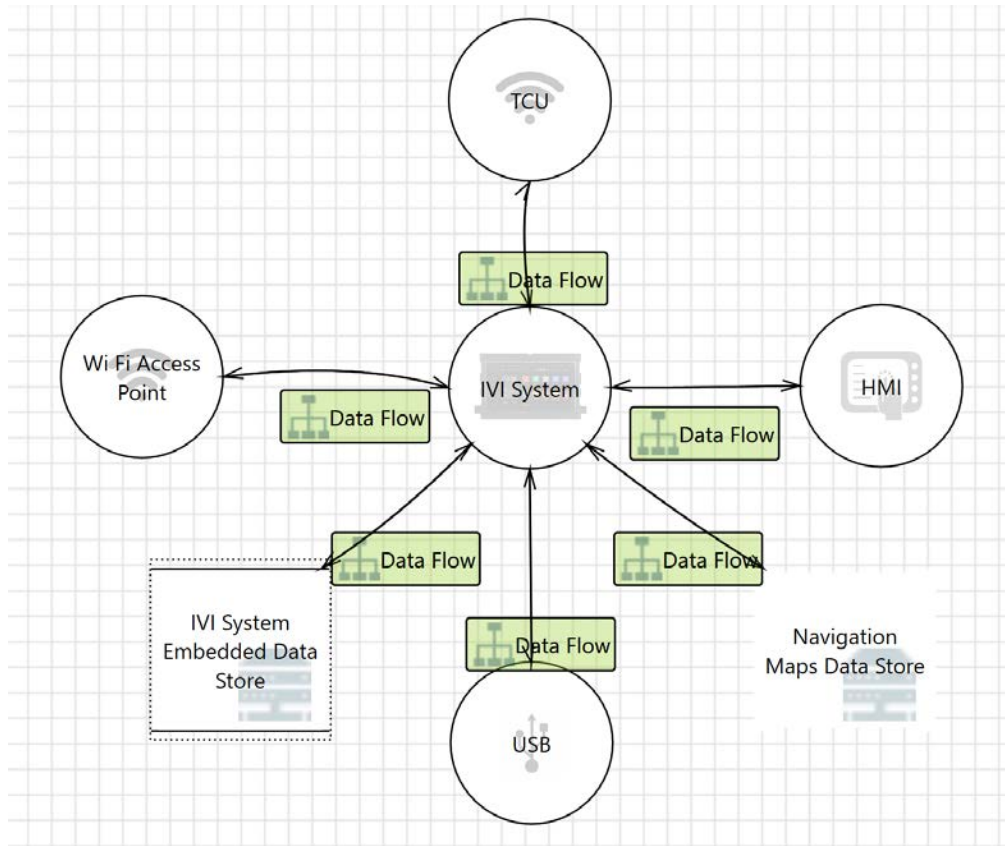 TCU
Data Flow
Wi Fi Access
Point
IVI System
HMI
Data Flow
Data Flow
Data Flow
Data Flow
IVI System
Embedded Data
Store
Data Flow
Navigation
Maps Data Store
USB